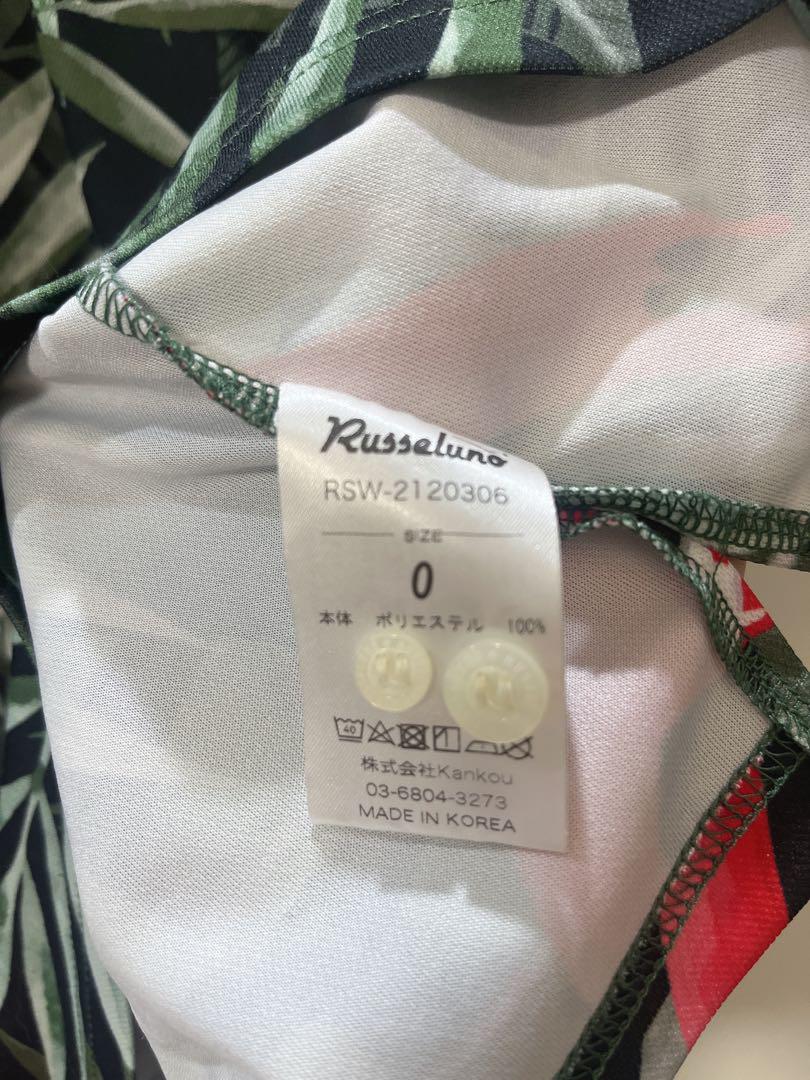 Russeluno
RSW-2120306
SIZE
0
本体 ポリエステル 100%
40
株式会社Kankou
03-6804-3273
MADE IN KOREA